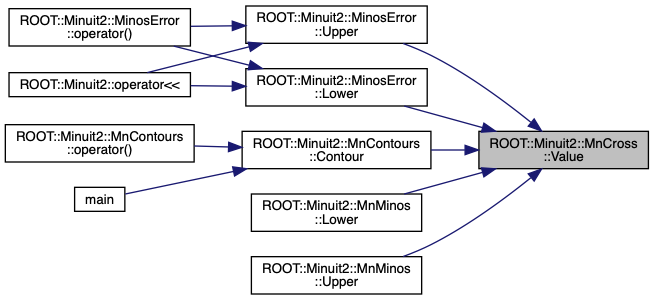 ROOT::Minuit2::MinosError
::operator()
ROOT::Minuit2::MinosError
::Upper
ROOT::Minuit2::operator<<
ROOT::Minuit2::MinosError
::Lower
ROOT::Minuit2::MnContours
::operator()
ROOT::Minuit2::MnContours
::Contour
ROOT::Minuit2::MnCross
::Value
main
ROOT::Minuit2::MnMinos
::Lower
ROOT::Minuit2::MnMinos
::Upper